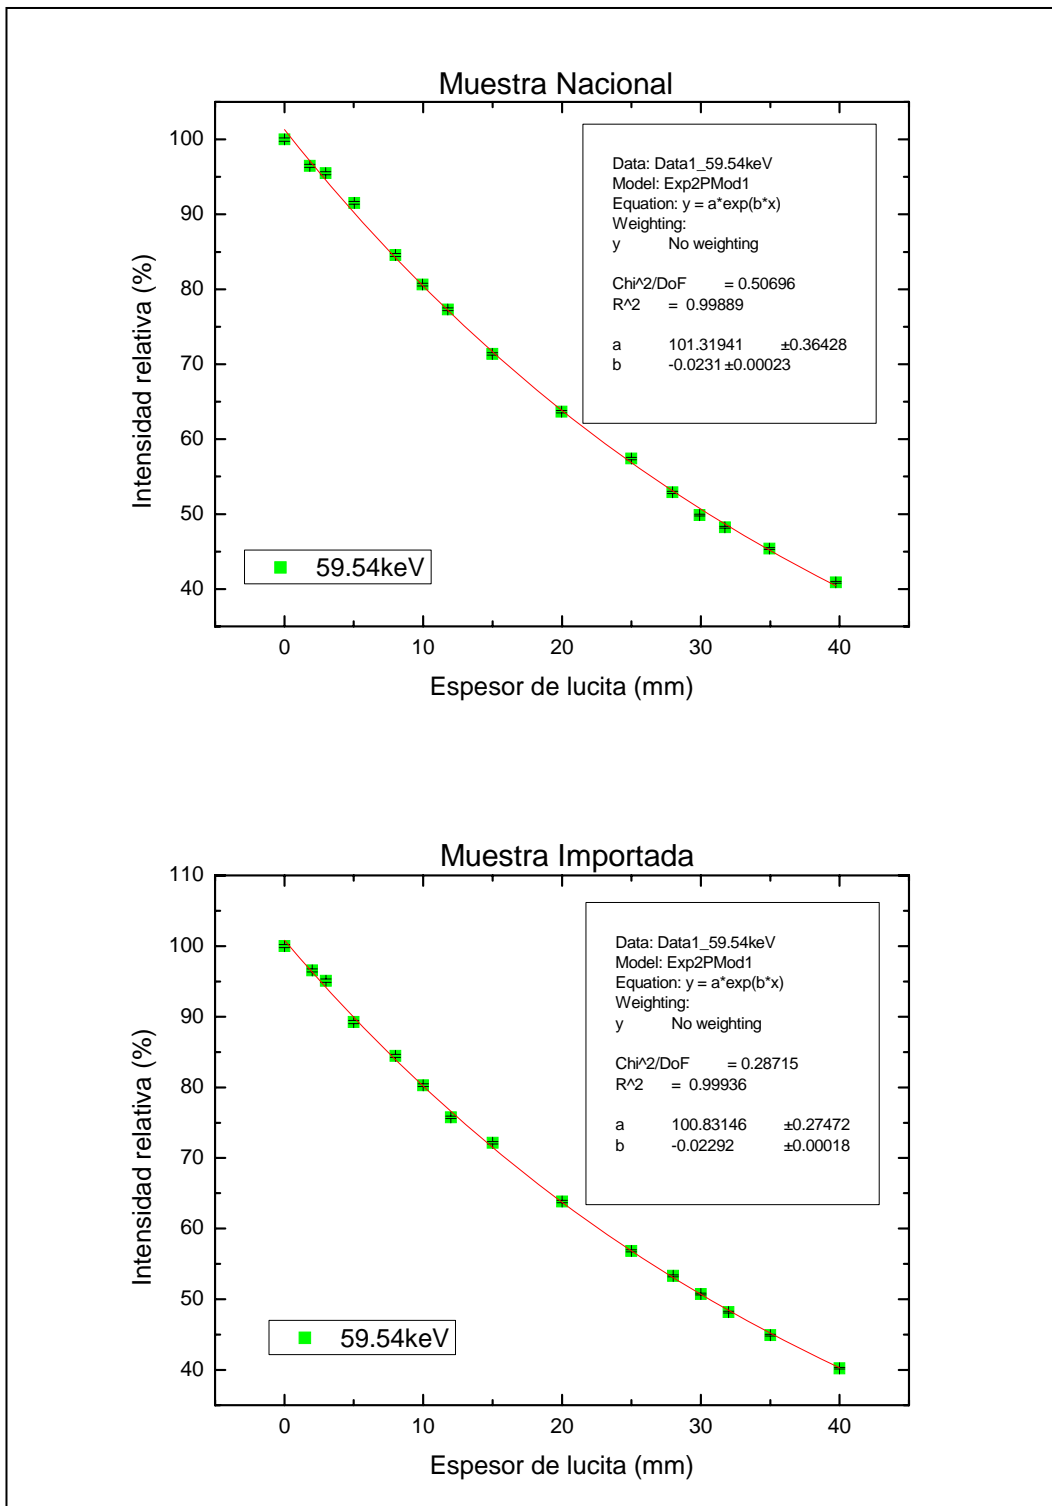 Muestra Nacional
100
90
80
70
60
50
40
0 10 20 30 40
Intensidad relativa (%)
Espesor de lucita (mm)
Data: Data1_59.54keV
Model: Exp2PMod1
Equation: y = a*exp(b*x)
Weighting:
y No weighting
Chi^2/DoF = 0.50696
R^2 = 0.99889
a 101.31941 ±0.36428
b -0.0231 ±0.00023
59.54keV
Muestra Importada
110
100
90
80
70
60
50
40
0 10 20 30 40
Intensidad relativa (%)
Espesor de lucita (mm)
Data: Data1_59.54keV
Model: Exp2PMod1
Equation: y = a*exp(b*x)
Weighting:
y No weighting
Chi^2/DoF = 0.28715
R^2 = 0.99936
a 100.83146 ±0.27472
b -0.02292 ±0.00018
59.54keV